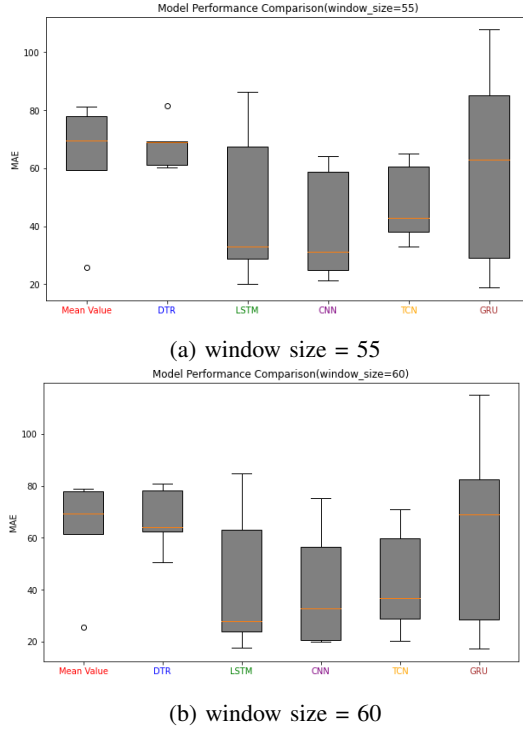 Model Performance Comparison(window_size=55)
MAE
100
80
60
40
20
Mean Value DTR LSTM CNN TCN GRU
(a) window size = 55
Model Performance Comparison(window_size=60)
MAE
100
80
60
40
20
Mean Value DTR LSTM CNN TCN GRU
(b) window size = 60